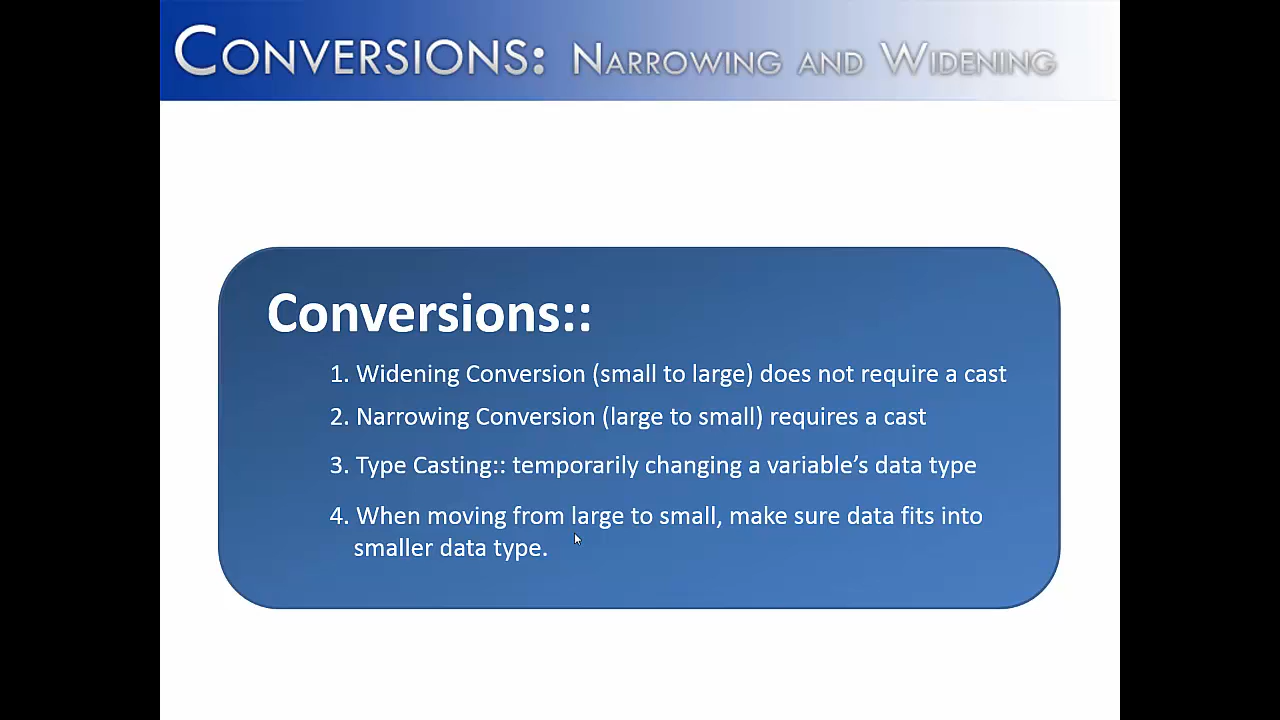 CONVERSIONS: NARROWING AND WIDENING
Conversions::
1. Widening Conversion (small to large) does not require a cast
2. Narrowing Conversion (large to small) requires a cast
3. Type Casting:: temporarily changing a variable’s data type
4. When moving from large to small, make sure data fits into
smaller data type.